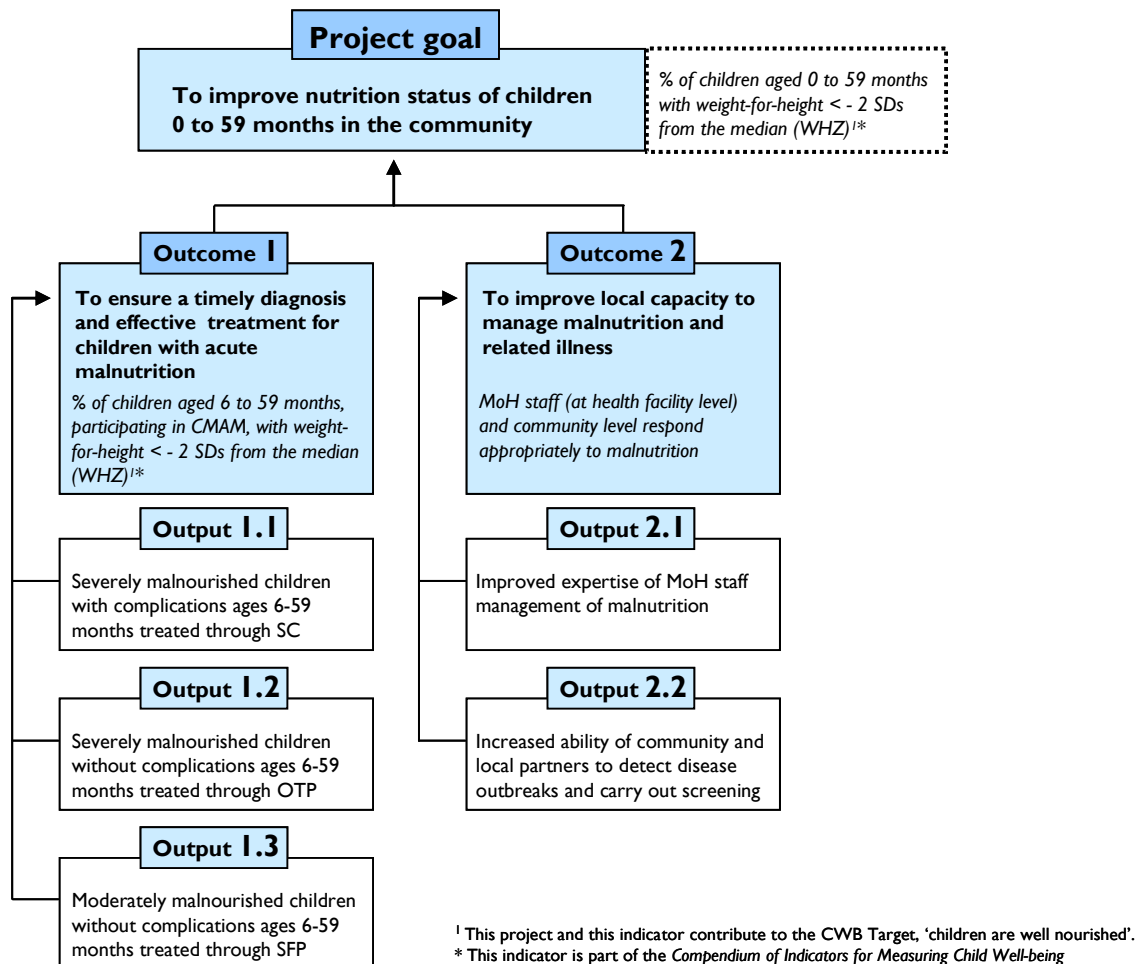 Project goal
To improve nutrition status of children
0 to 59 months in the community
% of children aged 0 to 59 months
with weight-for-height < - 2 SDs
from the median (WHZ)¹*
Outcome 1
To ensure a timely diagnosis
and effective treatment for
children with acute
malnutrition
% of children aged 6 to 59 months,
participating in CMAM, with weight-
for-height < - 2 SDs from the median
(WHZ)¹*
Output 1.1
Severely malnourished children
with complications ages 6-59
months treated through SC
Output 1.2
Severely malnourished children
without complications ages 6-59
months treated through OTP
Output 1.3
Moderately malnourished children
without complications ages 6-59
months treated through SFP
Outcome 2
To improve local capacity to
manage malnutrition and
related illness
MoH staff (at health facility level)
and community level respond
appropriately to malnutrition
Output 2.1
Improved expertise of MoH staff
management of malnutrition
Output 2.2
Increased ability of community and
local partners to detect disease
outbreaks and carry out screening
¹ This project and this indicator contribute to the CWB Target, ‘children are well nourished’.
* This indicator is part of the Compendium of Indicators for Measuring Child Well-being